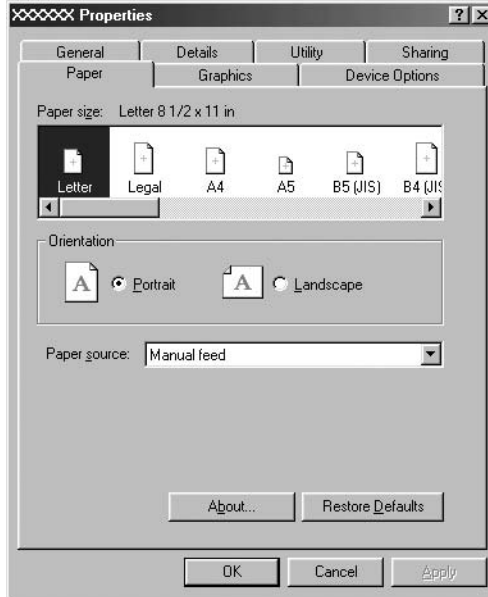 XXXXXX Properties
General Details Utility Sharing
Paper Graphics Device Options
Paper size: Letter 8 1/2 x 11 in
Letter Legal A4 A5 B5 (JIS) B4 (JIS
Orientation
A Portrait A Landscape
Paper source: Manual feed
About... Restore Defaults
OK Cancel Apply